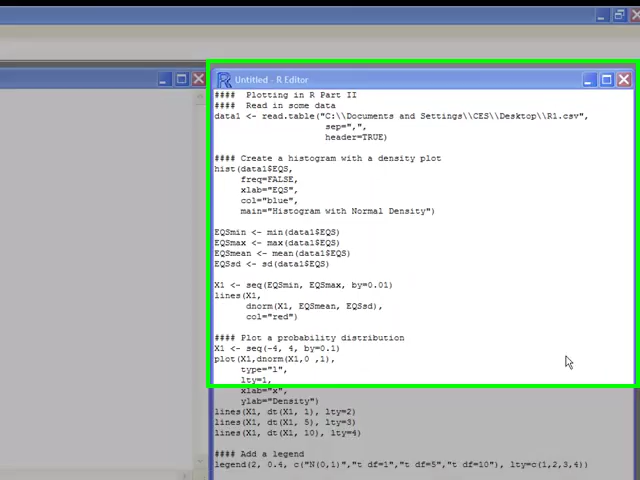 Untitled - R Editor
####  Plotting in R Part II
####  Read in some data
data1 <- read.table("C:\\Documents and Settings\\CES\\Desktop\\R1.csv",
sep=",",
header=TRUE)
#### Create a histogram with a density plot
hist(data1$EQS,
freq=FALSE,
xlab="EQS",
col="blue",
main="Histogram with Normal Density")
EQSmin <- min(data1$EQS)
EQSmax <- max(data1$EQS)
EQSmean <- mean(data1$EQS)
EQSsd <- sd(data1$EQS)
X1 <- seq(EQSmin, EQSmax, by=0.01)
lines(X1,
dnorm(X1, EQSmean, EQSsd),
col="red")
#### Plot a probability distribution
X1 <- seq(-4, 4, by=0.1)
plot(X1,dnorm(X1,0 ,1),
type="l",
lty=1,
xlab="x",
ylab="Density")
lines(X1, dt(X1, 1), lty=2)
lines(X1, dt(X1, 5), lty=3)
lines(X1, dt(X1, 10), lty=4)
#### Add a legend
legend(2, 0.4, c("N(0,1)","t df=1","t df=5","t df=10"), lty=c(1,2,3,4))